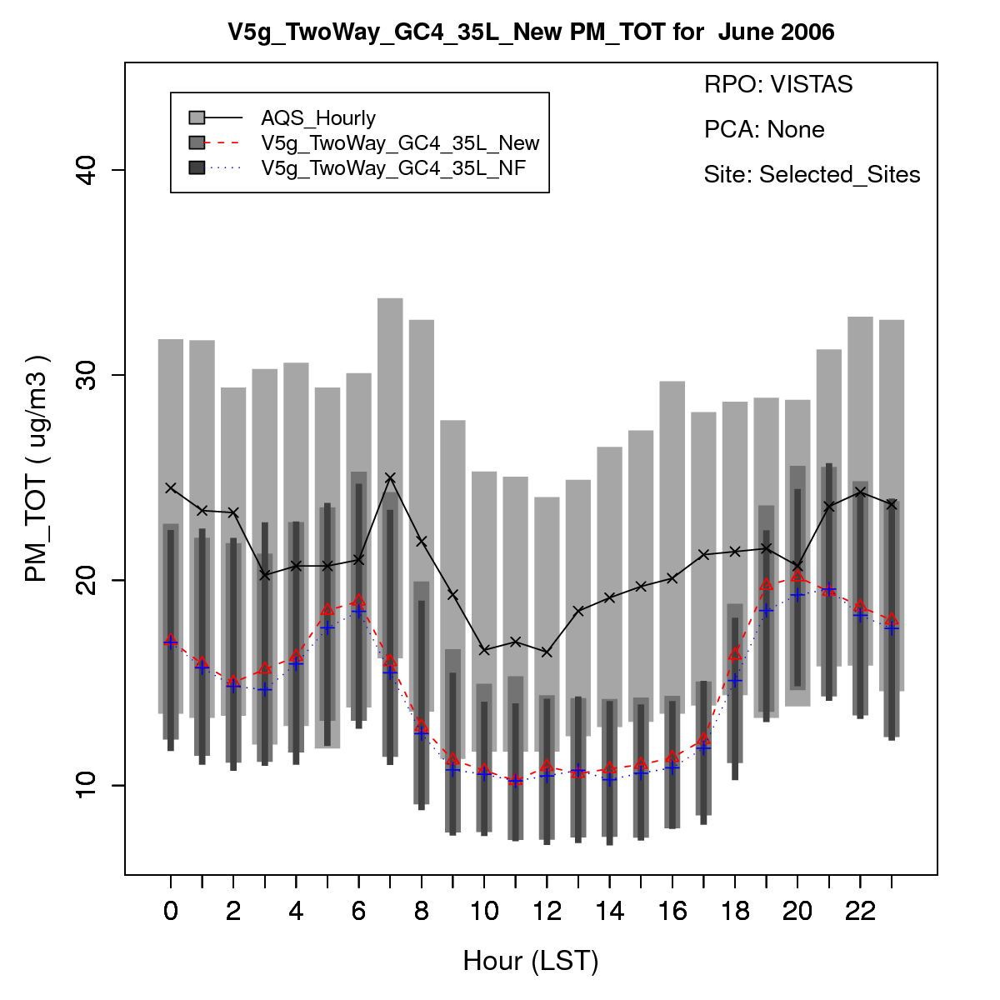 V5g_TwoWay_GC4_35L_New PM_TOT for  June 2006
RPO: VISTAS
PCA: None
Site: Selected_Sites
AQS_Hourly
V5g_TwoWay_GC4_35L_New
V5g_TwoWay_GC4_35L_NF
PM_TOT ( ug/m3 )
40
30
20
10
0 2 4 6 8 10 12 14 16 18 20 22
Hour (LST)